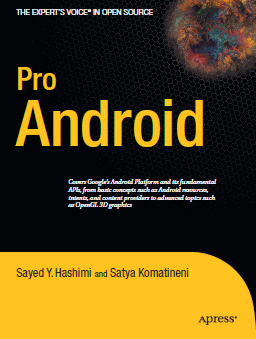 THE EXPERT'S VOICE® IN OPEN SOURCE
Pro
Android
Covers Google's Android Platform and its fundamental
APIs, from basic concepts such as Android resources,
intents, and content providers to advanced topics such
as OpenGL 3D graphics
Sayed Y. Hashimi and Satya Komatineni
Apress®